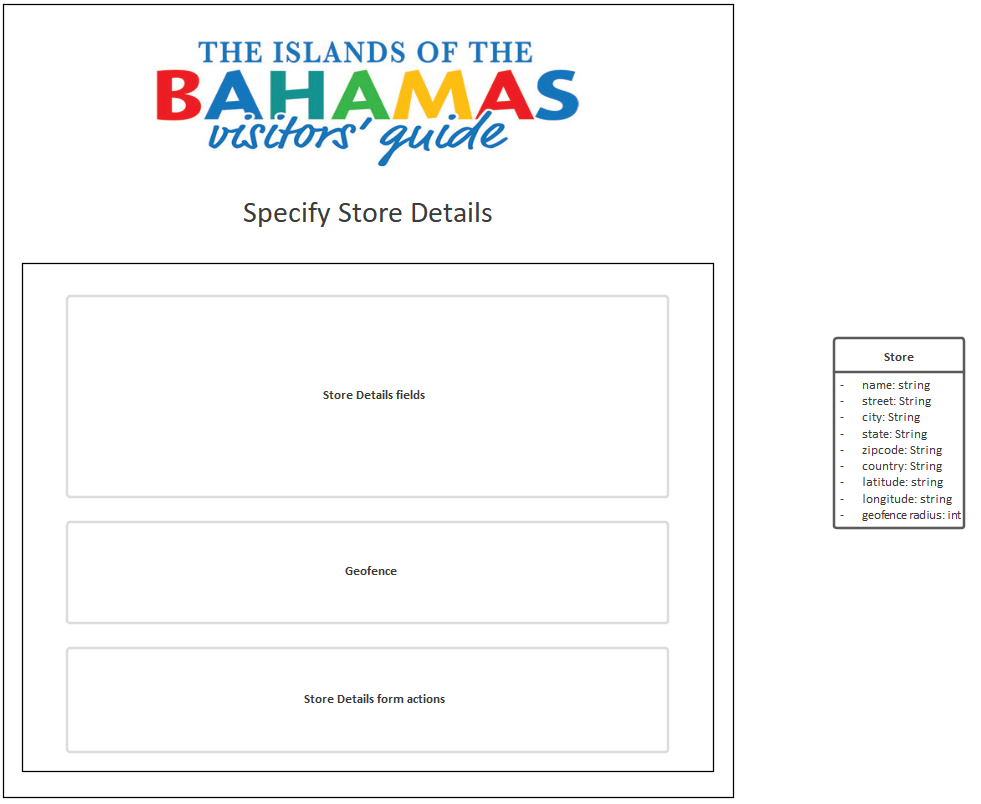 THE ISLANDS OF THE
BAHAMAS
visitors' guide
Specify Store Details
Store Details fields
Geofence
Store Details form actions
Store
- name: string
- street: String
- city: String
- state: String
- zipcode: String
- country: String
- latitude: string
- longitude: string
- geofence radius: int